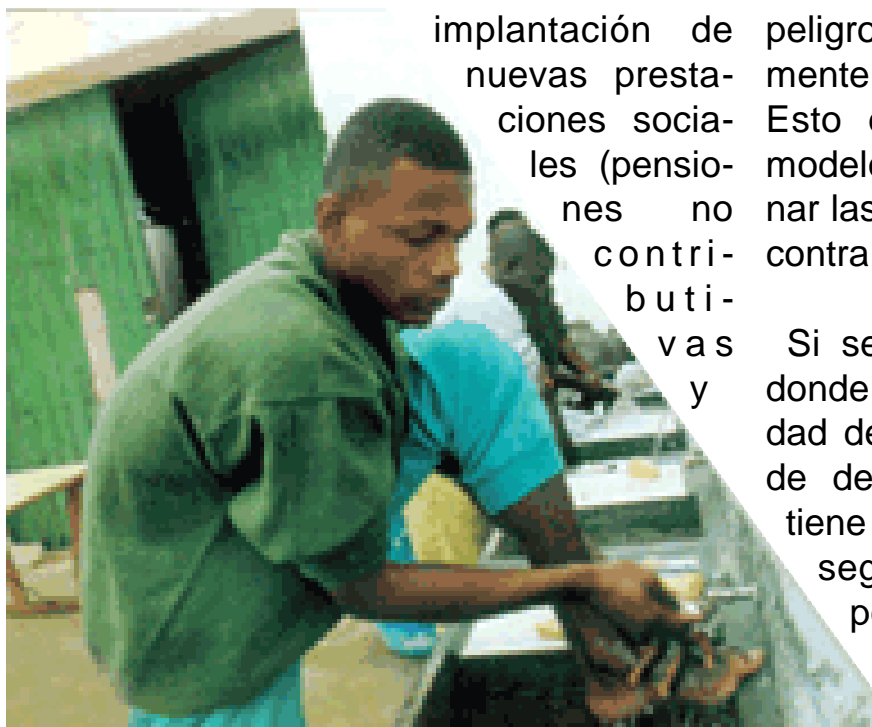 implantación de
nuevas presta-
ciones socia-
les (pensio-
nes no
contri-
buti-
vas
y
peligro
mente
Esto
modelo
nar las
contra
Si se
donde
dad de
de de
tiene
seg
po